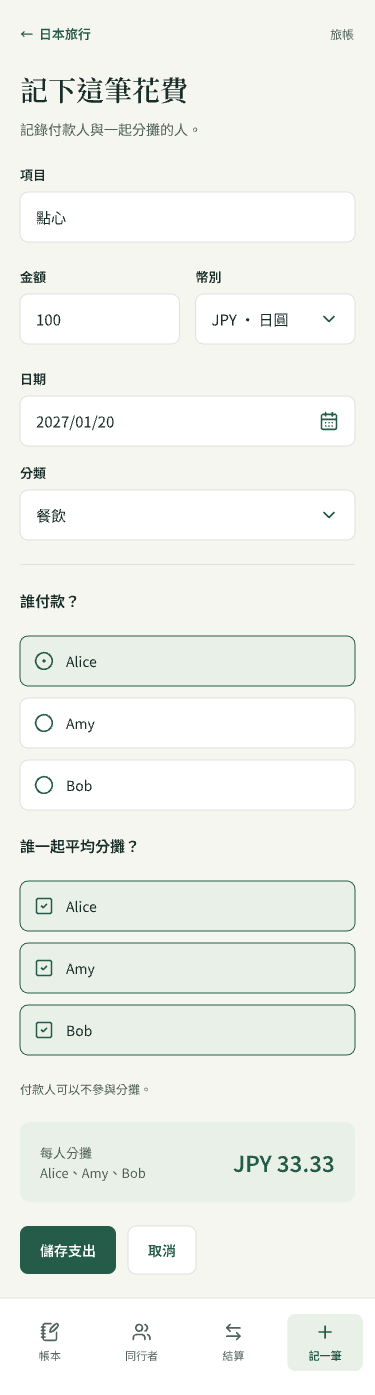 ← 日本旅行
旅帳
記下這筆花費
記錄付款人與一起分攤的人。
項目
點心
金額
幣別
100
JPY ・ 日圓
日期
2027/01/20
分類
餐飲
誰付款？
Alice
Amy
Bob
誰一起平均分攤？
Alice
Amy
Bob
付款人可以不參與分攤。
每人分攤
Alice、Amy、Bob
JPY 33.33
儲存支出
取消
帳本
同行者
結算
記一筆